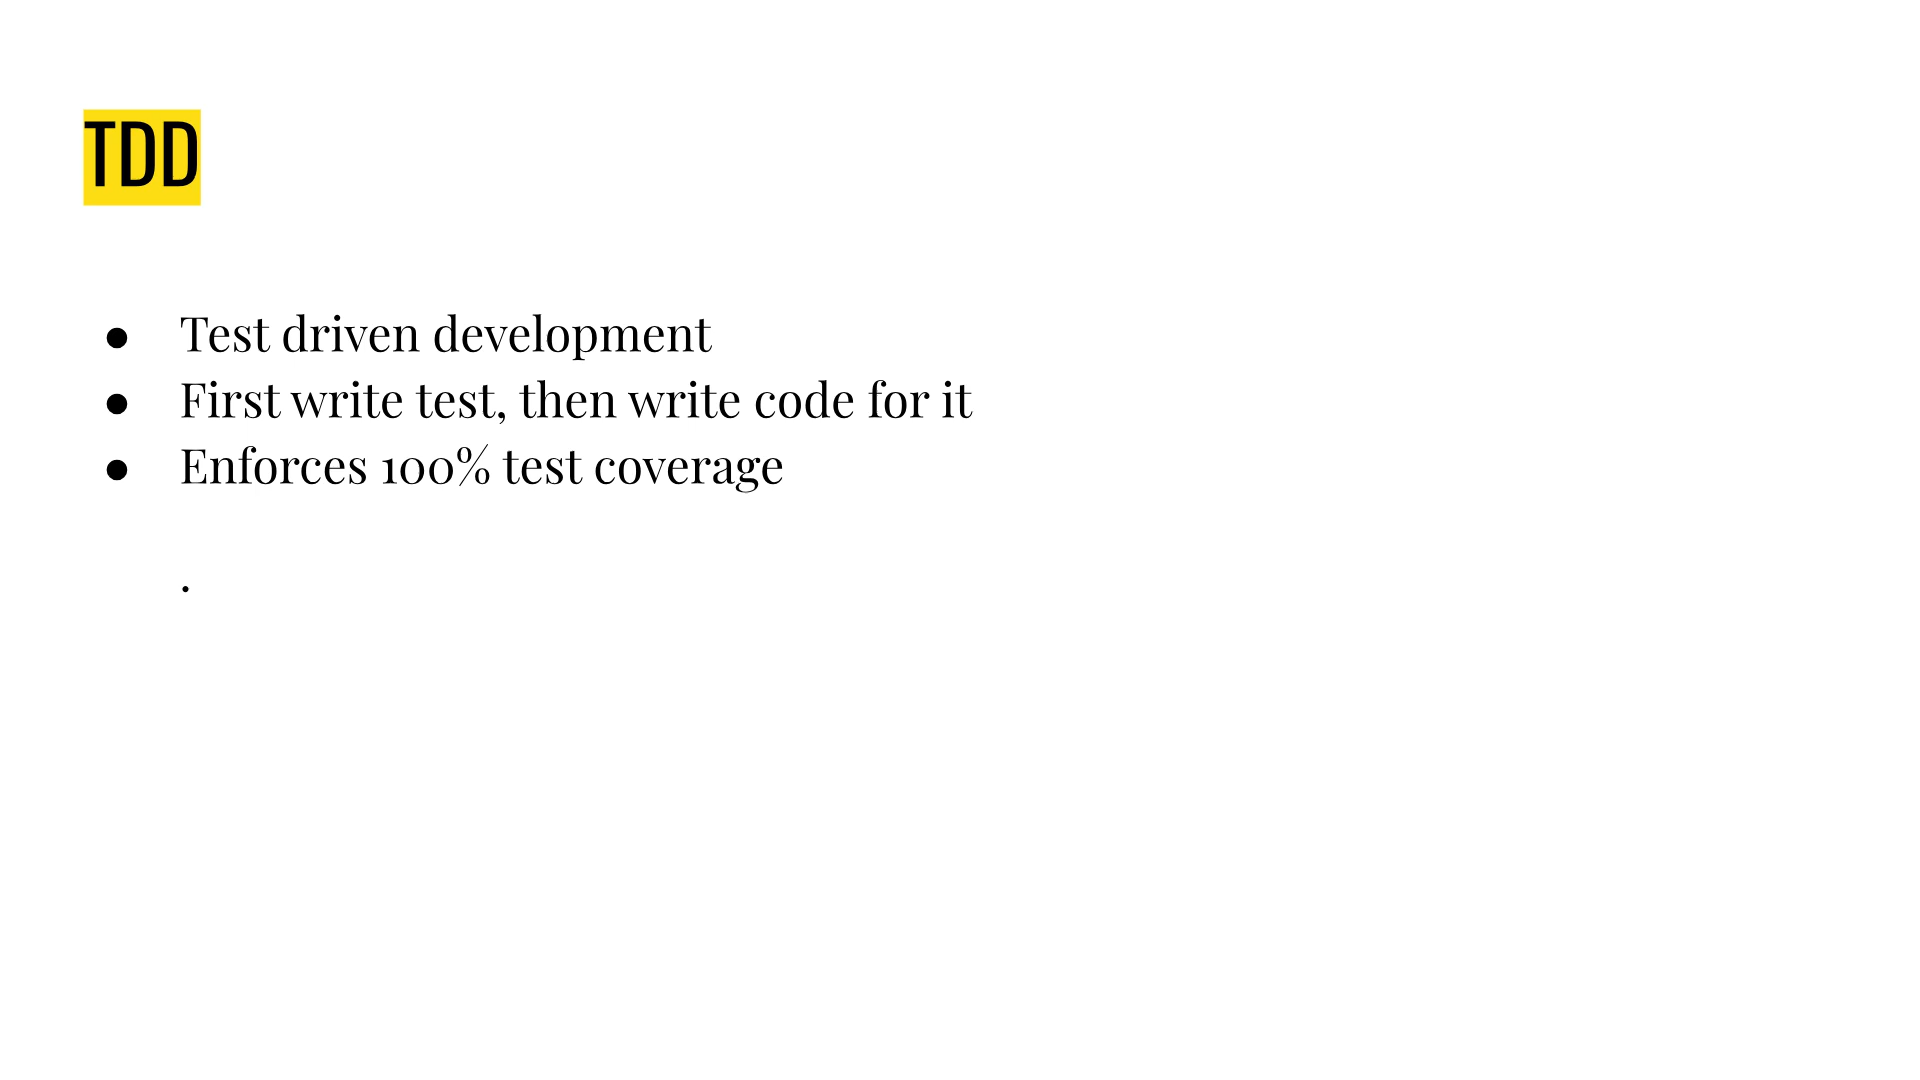 TDD
● Test driven development
● First write test, then write code for it
● Enforces 100% test coverage
.